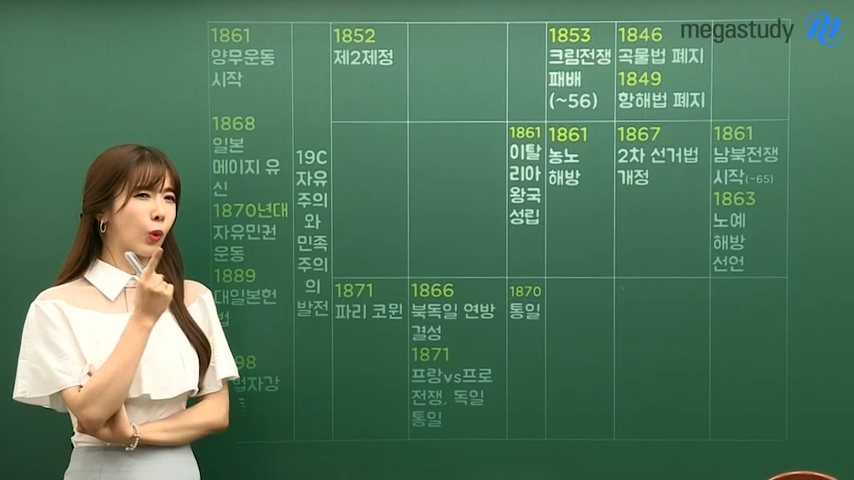 megastudy
1861
양무운동
시작
1868
일본
메이지 유
신
1870년대
자유민권
운동
1889
대일본헌
법
98
자강
19C
자유
주의
와
민족
주의
의
발전
1852
제2제정
1871
파리 코뮌
1866
북독일 연방
결성
1871
프랑vs프로
전쟁, 독일
통일
1861
이탈
리아
왕국
성립
1870
통일
1853
크림전쟁
패배
(~56)
1861
농노
해방
1846
곡물법 폐지
1849
항해법 폐지
1867
2차 선거법
개정
1861
남북전쟁
시작(~65)
1863
노예
해방
선언